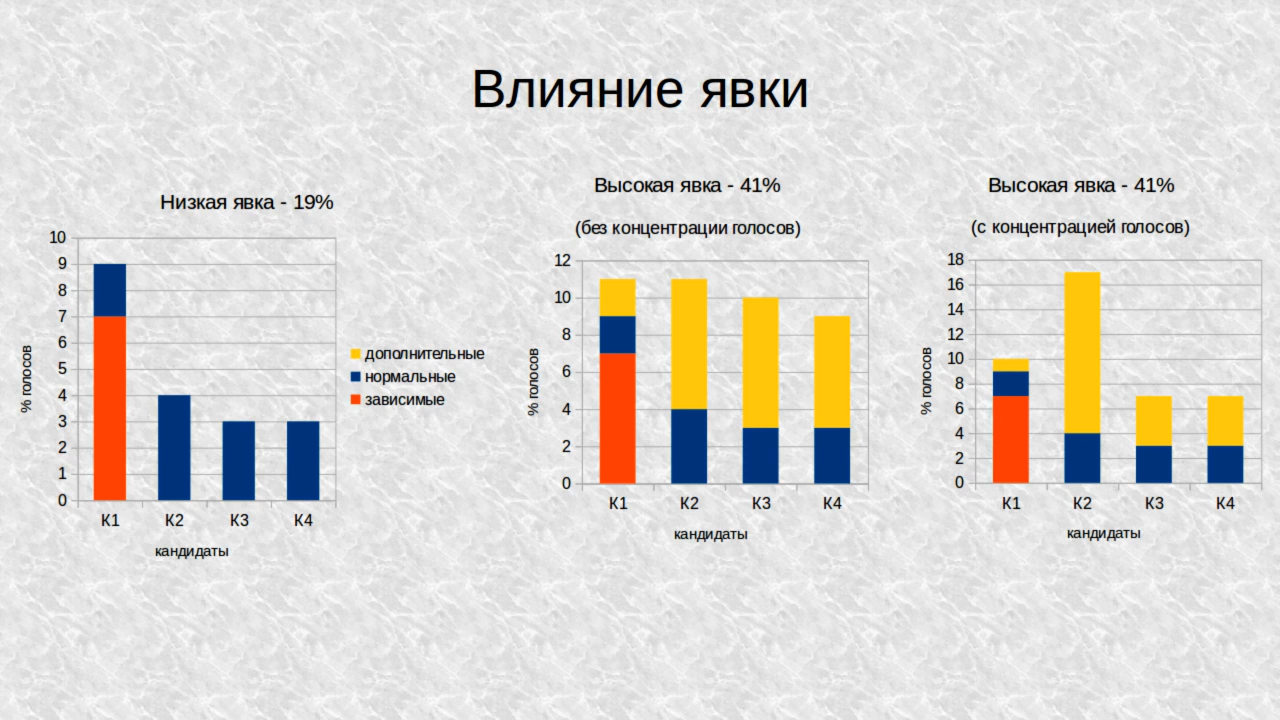 Влияние явки
Низкая явка - 19%
10
9
8
7
6
5
4
3
2
1
0
% голосов
К1 К2 К3 К4
кандидаты
дополнительные
нормальные
зависимые
Высокая явка - 41%
(без концентрации голосов)
12
10
8
6
4
2
0
% голосов
К1 К2 К3 К4
кандидаты
Высокая явка - 41%
(с концентрацией голосов)
18
16
14
12
10
8
6
4
2
0
% голосов
К1 К2 К3 К4
кандидаты